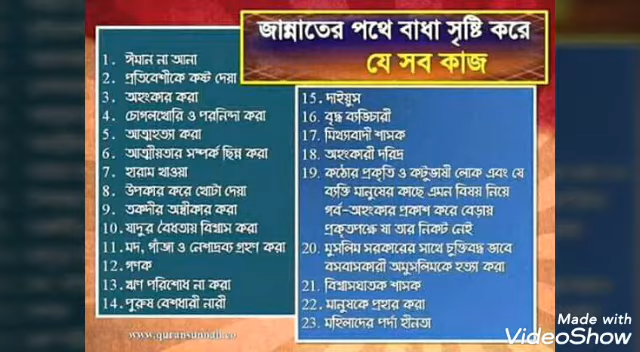 জান্নাতের পথে বাধা সৃষ্টি করে
যে সব কাজ
1. ঈমান না আনা
2. প্রতিবেশীকে কষ্ট দেয়া
3. অহংকার করা
4. চোগলখোরি ও পরনিন্দা করা
5. আত্মহত্যা করা
6. আত্মীয়তার সম্পর্ক ছিন্ন করা
7. হারাম খাওয়া
8. উপকার করে খোটা দেয়া
9. তকদীর অস্বীকার করা
10. যাদু'র বৈধতায় বিশ্বাস করা
11. মদ, গাঁজা ও নেশাদ্রব্য গ্রহণ করা
12. গণক
13. ঋণ পরিশোধ না করা
14. পুরুষ বেশধারী নারী
www.quransunnah.co
15. দাইয়ুস
16. বৃদ্ধ ব্যভিচারী
17. মিথ্যাবাদী শাসক
18. অহংকারী দরিদ্র
19. কঠোর প্রকৃতি ও কটুভাষী লোক এবং যে
ব্যক্তি মানুষের কাছে এমন বিষয় নিয়ে
গর্ব-অহংকার প্রকাশ করে বেড়ায়
প্রকৃতপক্ষে যা তার নিকট নেই
20. মুসলিম সরকারের সাথে চুক্তিবদ্ধ ভাবে
বসবাসকারী অমুসলিমকে হত্যা করা
21. বিশ্বাসঘাতক শাসক
22. মানুষকে প্রহার করা
23. মহিলাদের পর্দা হীনতা
Made with
VideoShow